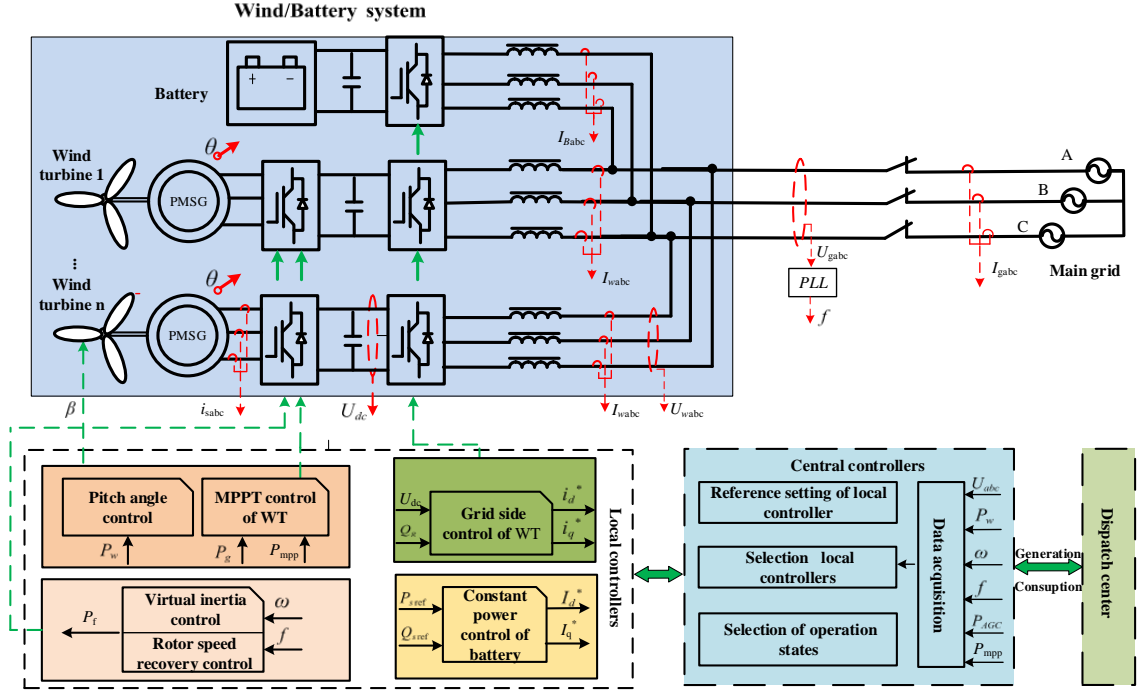 Wind/Battery system
+ −
Battery
I_Babc
Wind
turbine 1
θ
PMSG
A
B
C
U_gabc
I_wabc
I_gabc
Main grid
PLL
f
⋮
Wind
turbine n
θ
PMSG
β
i_sabc
U_dc
I_wabc
U_wabc
Pitch angle
control
P_w
MPPT control
of WT
P_g
P_mpp
U_dc
Q_R
Grid side
control of WT
i_d*
i_q*
P_f
Virtual inertia
control
Rotor speed
recovery control
ω
f
P_sref
Q_sref
Constant
power
control of
battery
I_d*
I_q*
Local controllers
Central controllers
Reference setting of local
controller
Selection local
controllers
Selection of operation
states
Data acquisition
U_abc
P_w
ω
f
P_AGC
P_mpp
Generation
Consuption
Dispatch center